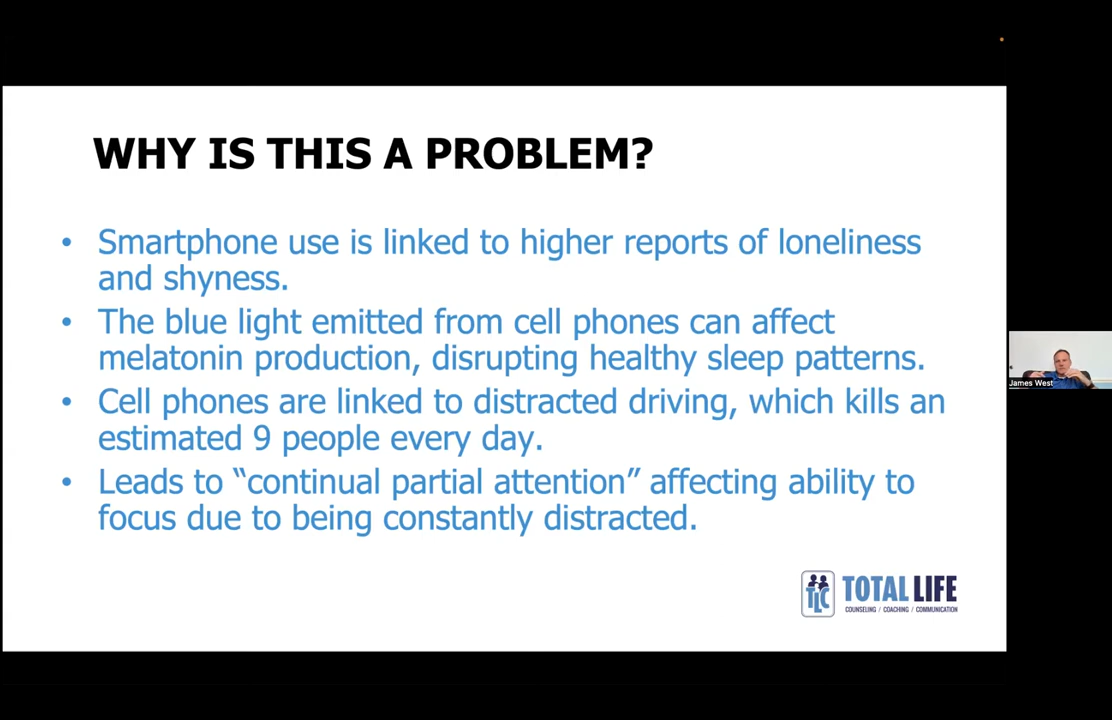 WHY IS THIS A PROBLEM?
• Smartphone use is linked to higher reports of loneliness
and shyness.
• The blue light emitted from cell phones can affect
melatonin production, disrupting healthy sleep patterns.
• Cell phones are linked to distracted driving, which kills an
estimated 9 people every day.
• Leads to “continual partial attention” affecting ability to
focus due to being constantly distracted.
James West
TLC
TOTAL LIFE
COUNSELING / COACHING / COMMUNICATION